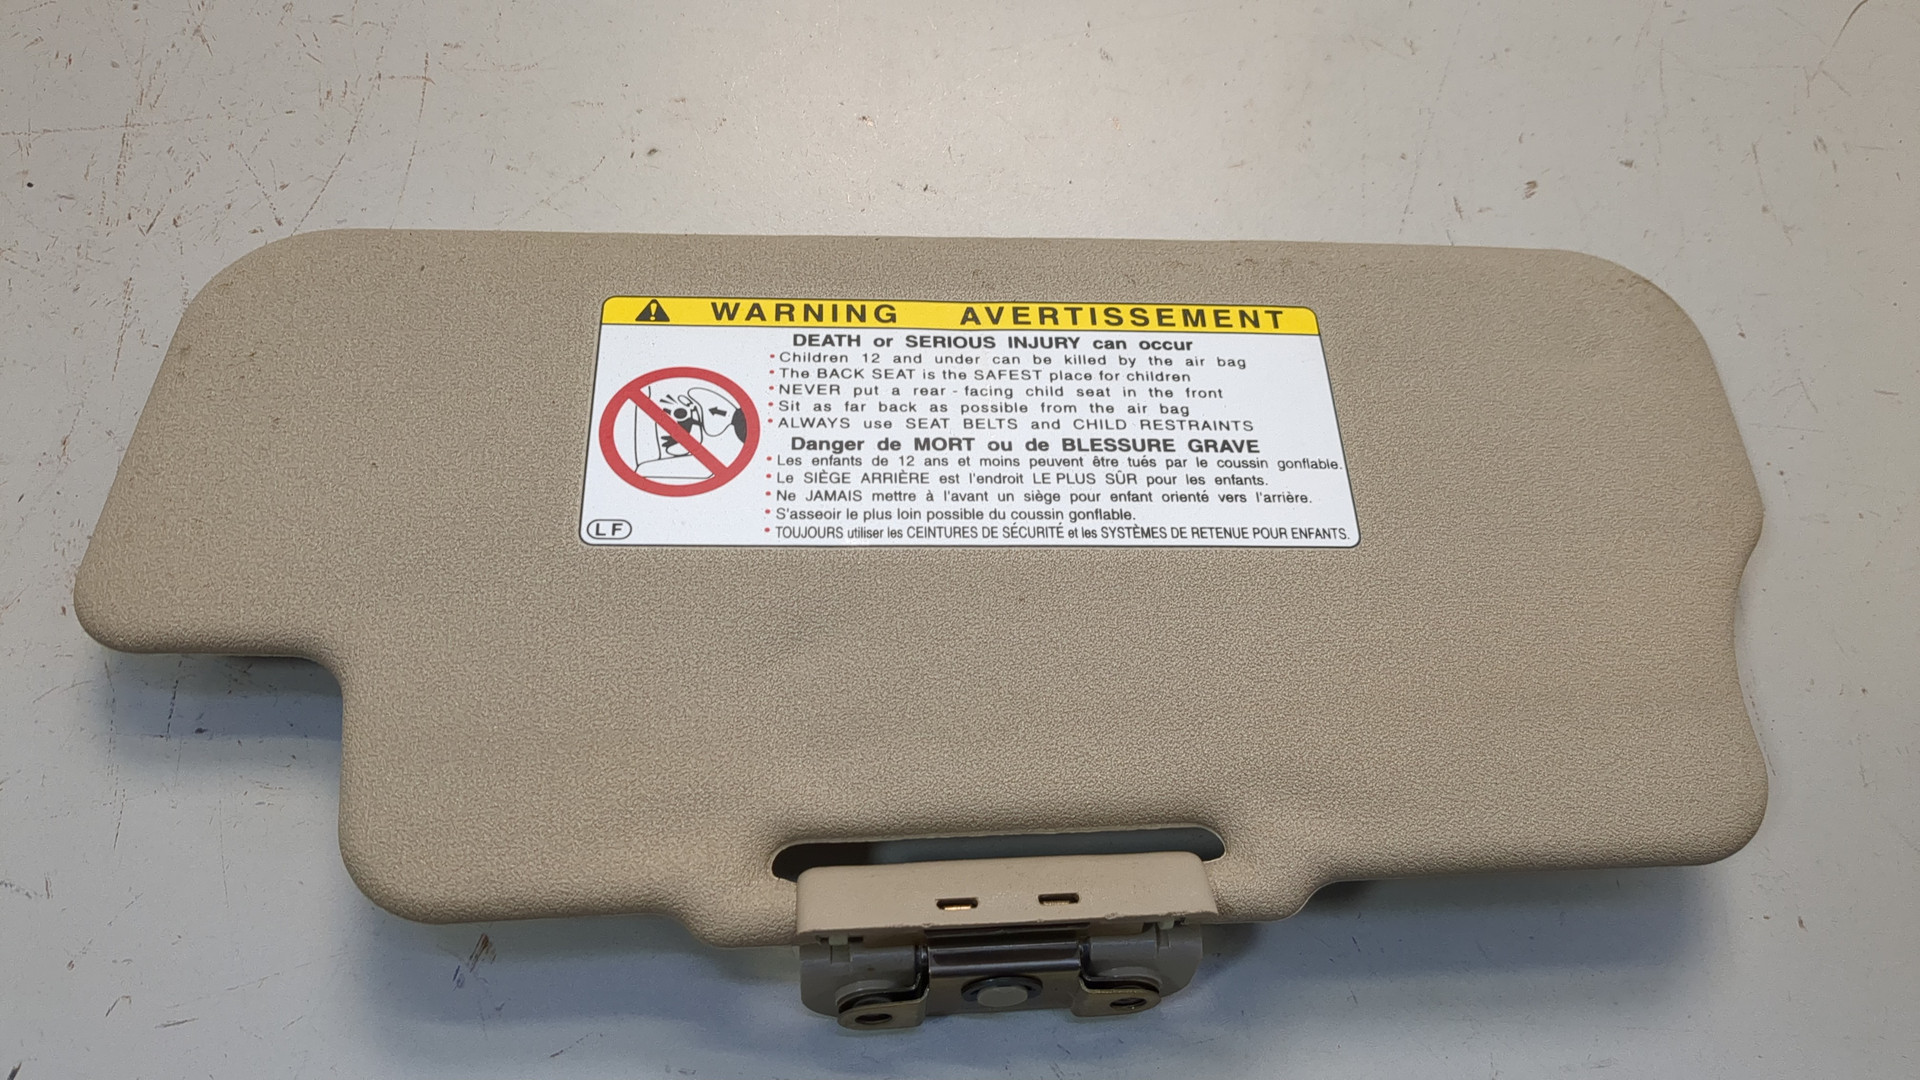 WARNING AVERTISSEMENT
DEATH or SERIOUS INJURY can occur
•Children 12 and under can be killed by the air bag
•The BACK SEAT is the SAFEST place for children
•NEVER put a rear-facing child seat in the front
•Sit as far back as possible from the air bag
•ALWAYS use SEAT BELTS and CHILD RESTRAINTS
Danger de MORT ou de BLESSURE GRAVE
•Les enfants de 12 ans et moins peuvent être tués par le coussin gonflable.
•Le SIÈGE ARRIÈRE est l'endroit LE PLUS SÛR pour les enfants.
•Ne JAMAIS mettre à l'avant un siège pour enfant orienté vers l'arrière.
•S'asseoir le plus loin possible du coussin gonflable.
•TOUJOURS utiliser les CEINTURES DE SÉCURITÉ et les SYSTÈMES DE RETENUE POUR ENFANTS.
LF